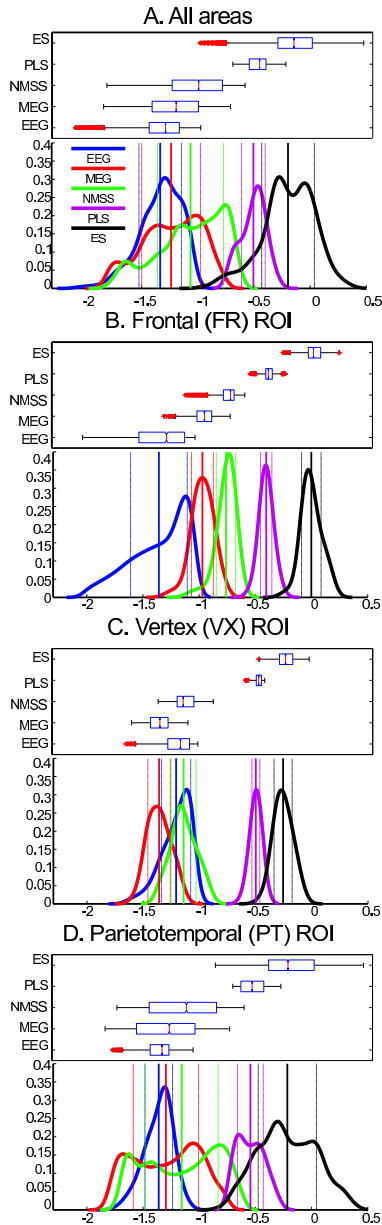 A. All areas
ES
PLS
NMSS
MEG
EEG
0.4
0.3
0.2
0.15
0.1
0.05
0
EEG
MEG
NMSS
PLS
ES
-2 -1.5 -1 -0.5 0 0.5
B. Frontal (FR) ROI
ES
PLS
NMSS
MEG
EEG
0.4
0.35
0.3
0.25
0.2
0.15
0.1
0.05
0
-2 -1.5 -1 -0.5 0 0.5
C. Vertex (VX) ROI
ES
PLS
NMSS
MEG
EEG
0.4
0.35
0.3
0.25
0.2
0.15
0.1
0.05
0
-2 -1.5 -1 -0.5 0 0.5
D. Parietotemporal (PT) ROI
ES
PLS
NMSS
MEG
EEG
0.4
0.35
0.3
0.25
0.2
0.15
0.1
0.05
0
-2 -1.5 -1 -0.5 0 0.5